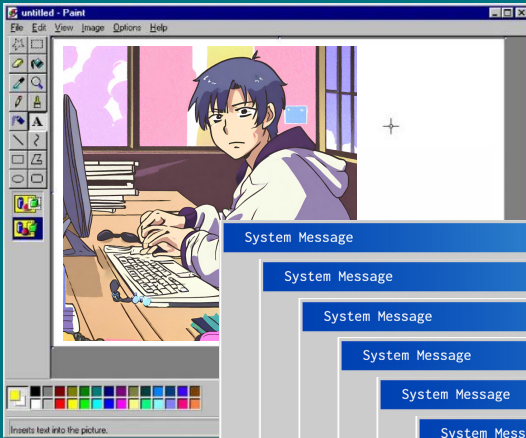 untitled - Paint
File Edit View Image Options Help
A
System Message
System Message
System Message
System Message
System Message
System Mess
Inserts text into the picture.